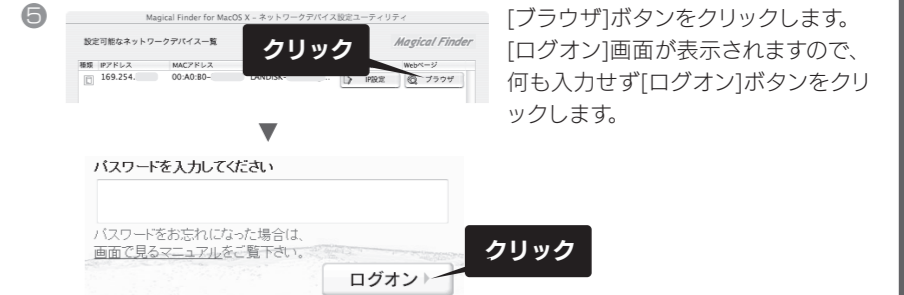 ❺
Magical Finder for MacOS X – ネットワークデバイス設定ユーティリティ
設定可能なネットワークデバイス一覧
Magical Finder
クリック
種類 IPアドレス MACアドレス Webページ
169.254. 00:A0:B0- LANDISK- .. IP設定 ブラウザ
[ブラウザ]ボタンをクリックします。
[ログオン]画面が表示されますので、
何も入力せず[ログオン]ボタンをクリ
ックします。
▼
パスワードを入力してください
パスワードをお忘れになった場合は、
画面で見るマニュアルをご覧下さい。
クリック
ログオン